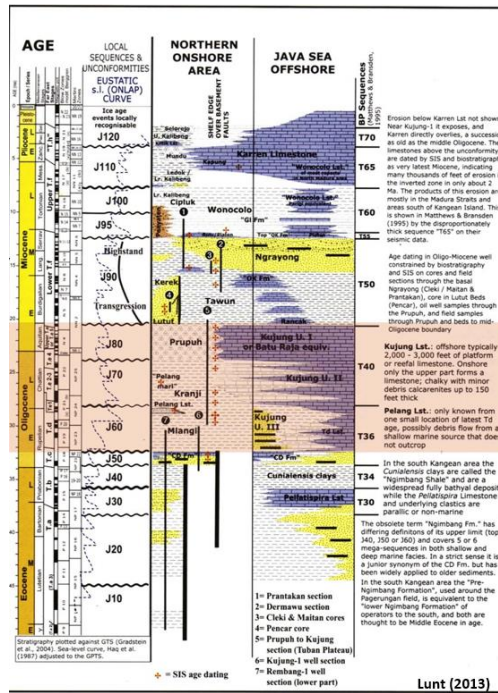 AGE
LOCAL
SEQUENCES &
UNCONFORMITIES
EUSTATIC
s.l. (ONLAP)
CURVE
NORTHERN
ONSHORE
AREA
SHELF EDGE
OVER BASEMENT
FAULTS
JAVA SEA
OFFSHORE
BP Sequences
(Matthews & Bransden,
1995)
Epoch / Series
Ice age
events locally
recognisable
J120
J110
J100
J95
Highstand
J90
Transgression
J80
J70
J60
J50
J40
J30
J20
J10
Pliocene
Miocene
Oligocene
Eocene
Mundu
Ledok /
Cipluk
Kerek
Lutut
Karren Limestone
Wonocolo
"GI Fm"
Ngrayong
Tawun
Rancak
Prupuh
Kujung U. I
or Batu Raja equiv.
"Pelang
marl"
Kranji
Kujung U. II
Pelang Lst.
Mlangi
Kujung
U. III
"CD Fm"
"CD Fm"
Cunialensis clays
Pellatispira Lst
T70
T65
T60
T55
T50
T40
T36
T34
T30
Erosion below Karren Lst not shown.
Near Kujung-1 it exposes, and
Karren directly overlies, a succession
as old as the middle Oligocene. The
limestones above the unconformity
are dated by SIS and biostratigraphy
as very latest Miocene, indicating
many thousands of feet of erosion in
the inverted zone in only about 2
Ma. The products of erosion are
mostly in the Madura Straits and
areas south of Kangean Island. This
is shown in Matthews & Bransden
(1995) by the disproportionately
thick sequence "T65" on their
seismic data.
Age dating in Oligo-Miocene well
constrained by biostratigraphy
and SIS on cores and field
sections through the basal
Ngrayong (Cleki / Maitan &
Prantakan), core in Lutut Beds
(Pencar), oil well samples through
the Prupuh, and field samples
through Prupuh and beds to mid-
Oligocene boundary
Kujung Lst. offshore typically
2,000 - 3,000 feet of platform
or reefal limestone. Onshore
only the upper part forms a
limestone; chalky with minor
debris calcarenites up to 150
feet thick
Pelang Lst.: only known from
one small location of latest Td
age, possibly debris flow from a
shallow marine source that does
not outcrop
In the south Kangean area the
Cunialensis clays are called the
"Ngimbang Shale" and are a
widespread fully bathyal deposit
while the Pellatispira Limestone
and underlying clastics are
parallic or non-marine
The obsolete term "Ngimbang Fm." has
differing definitons of its upper limit (top
J40, J50 or J60) and covers 5 or 6
mega-sequences in both shallow and
deep marine facies. In a strict sense it is
a junior synonym of the CD Fm. but has
been widely applied to older sediments.
In the south Kangean area the "Pre-
Ngimbang Formation", used around the
Pagerungan field, is equivalent to the
"lower Ngimbang Formation" of
operators to the south, and both are
thought to be Middle Eocene in age.
1= Prantakan section
2= Dermawu section
3= Cleki & Maitan cores
4= Pencar core
5= Prupuh to Kujung
section (Tuban Plateau)
6= Kujung-1 well section
7= Rembang-1 well
section (lower part)
Stratigraphy plotted against GTS (Gradstein
et al., 2004). Sea-level curve, Haq et al.
(1987) adjusted to the GPTS.
= SIS age dating
Lunt (2013)